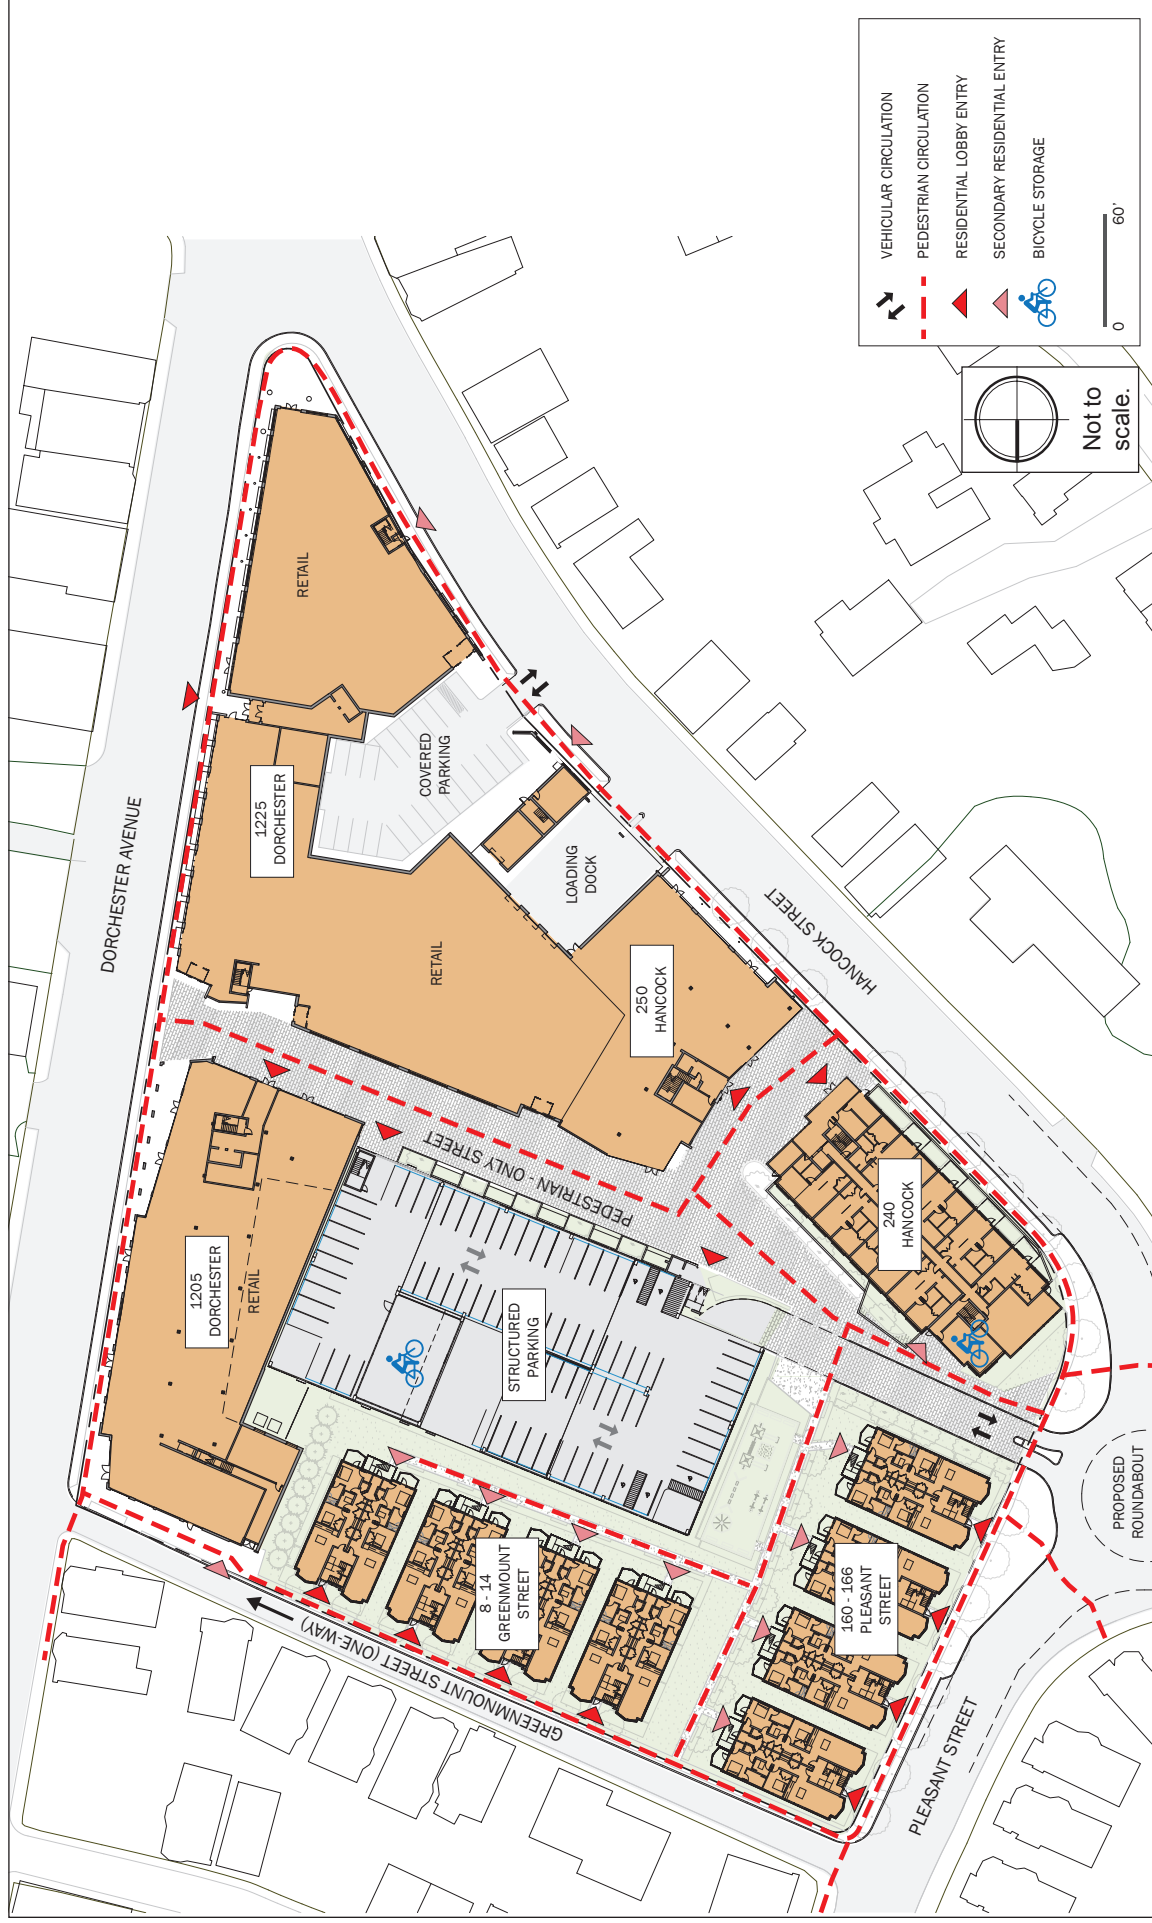 DORCHESTER AVENUE
RETAIL
1225
DORCHESTER
COVERED
PARKING
LOADING
DOCK
RETAIL
250
HANCOCK
HANCOCK STREET
PEDESTRIAN - ONLY STREET
240
HANCOCK
1205
DORCHESTER
RETAIL
STRUCTURED
PARKING
8 - 14
GREENMOUNT
STREET
GREENMNOUNT STREET (ONE-WAY)
160 - 166
PLEASANT
STREET
PLEASANT STREET
PROPOSED
ROUNDABOUT
VEHICULAR CIRCULATION
PEDESTRIAN CIRCULATION
RESIDENTIAL LOBBY ENTRY
SECONDARY RESIDENTIAL ENTRY
BICYCLE STORAGE
0 60'
Not to
scale.